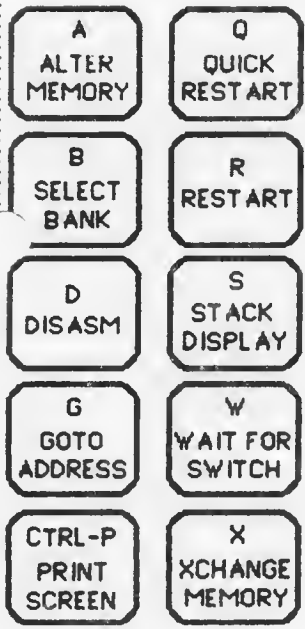 A
ALTER
MEMORY
Q
QUICK
RESTART
B
SELECT
BANK
R
RESTART
D
DISASM
S
STACK
DISPLAY
G
GOTO
ADDRESS
W
WAIT FOR
SWITCH
CTRL-P
PRINT
SCREEN
X
XCHANGE
MEMORY